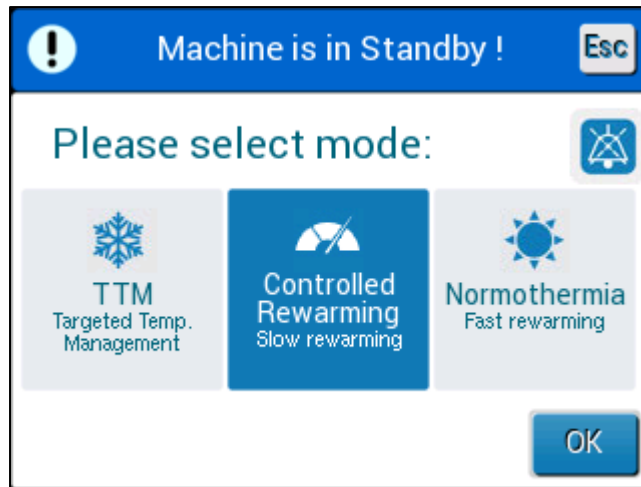 Machine is in Standby !
Esc
Please select mode:
TTM
Targeted Temp.
Management
Controlled
Rewarming
Slow rewarming
Normothermia
Fast rewarming
OK